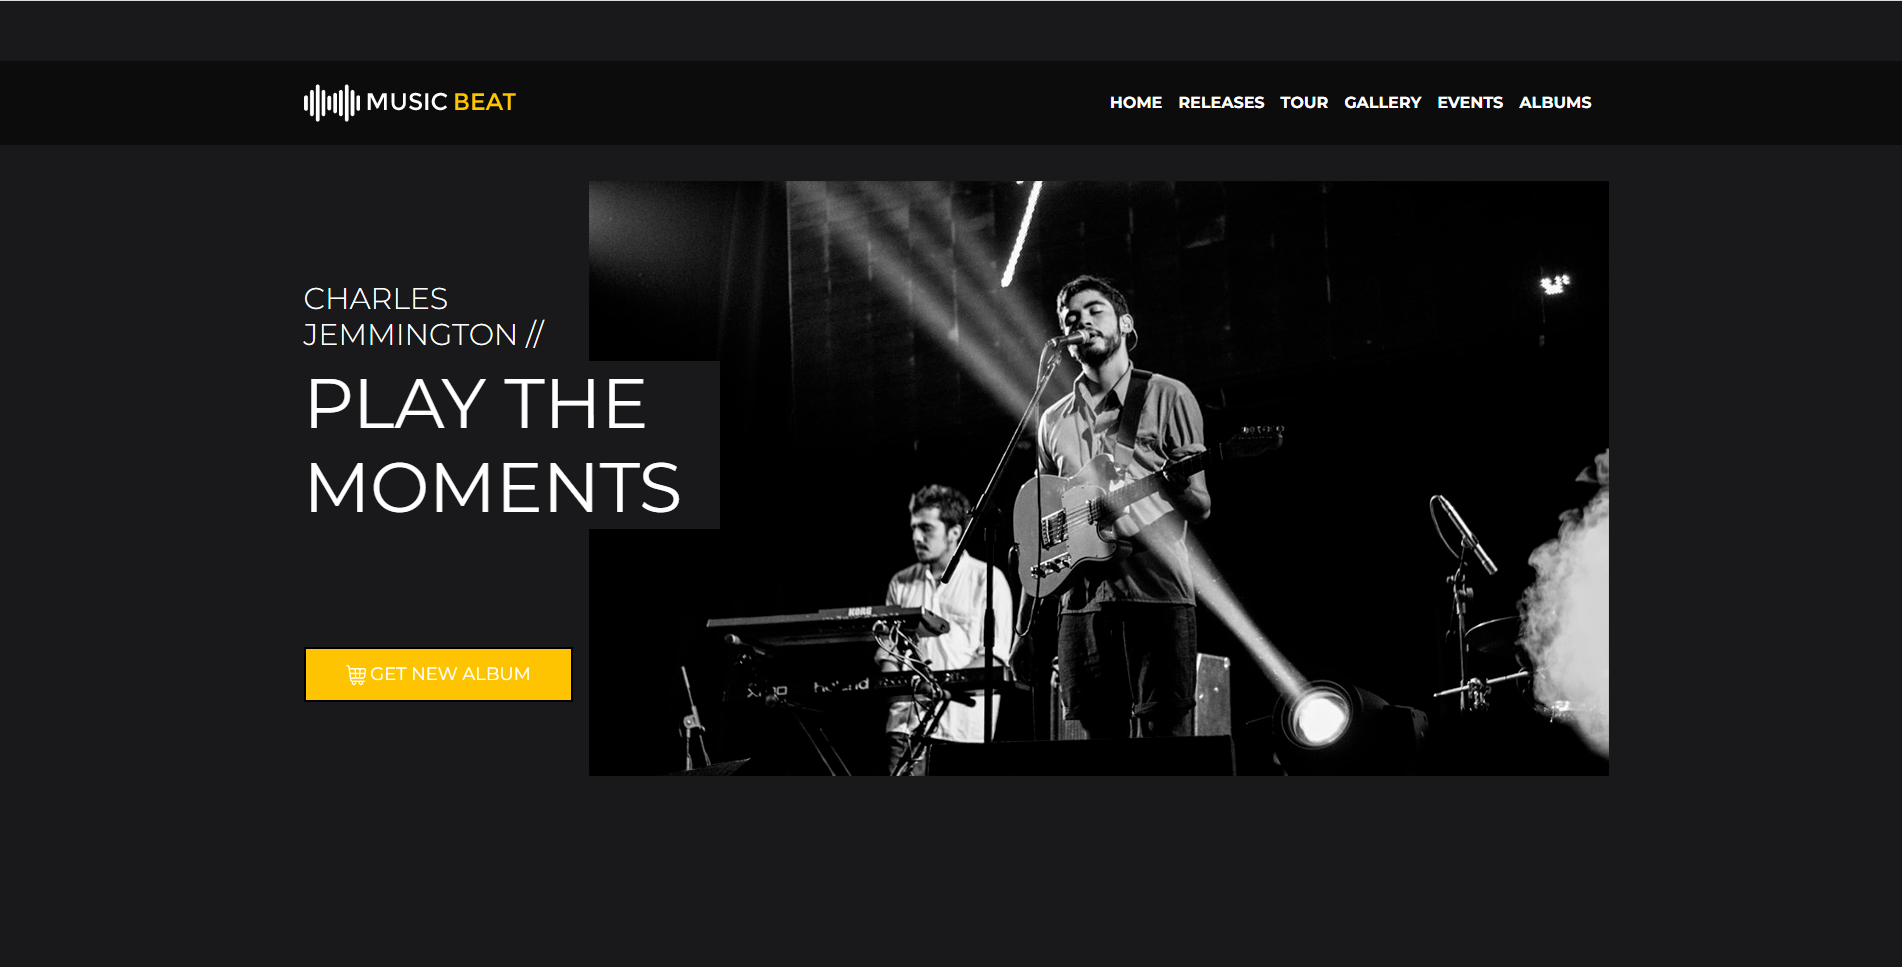 MUSIC BEAT
HOME RELEASES TOUR GALLERY EVENTS ALBUMS
CHARLES
JEMMINGTON //
PLAY THE
MOMENTS
GET NEW ALBUM
KORG